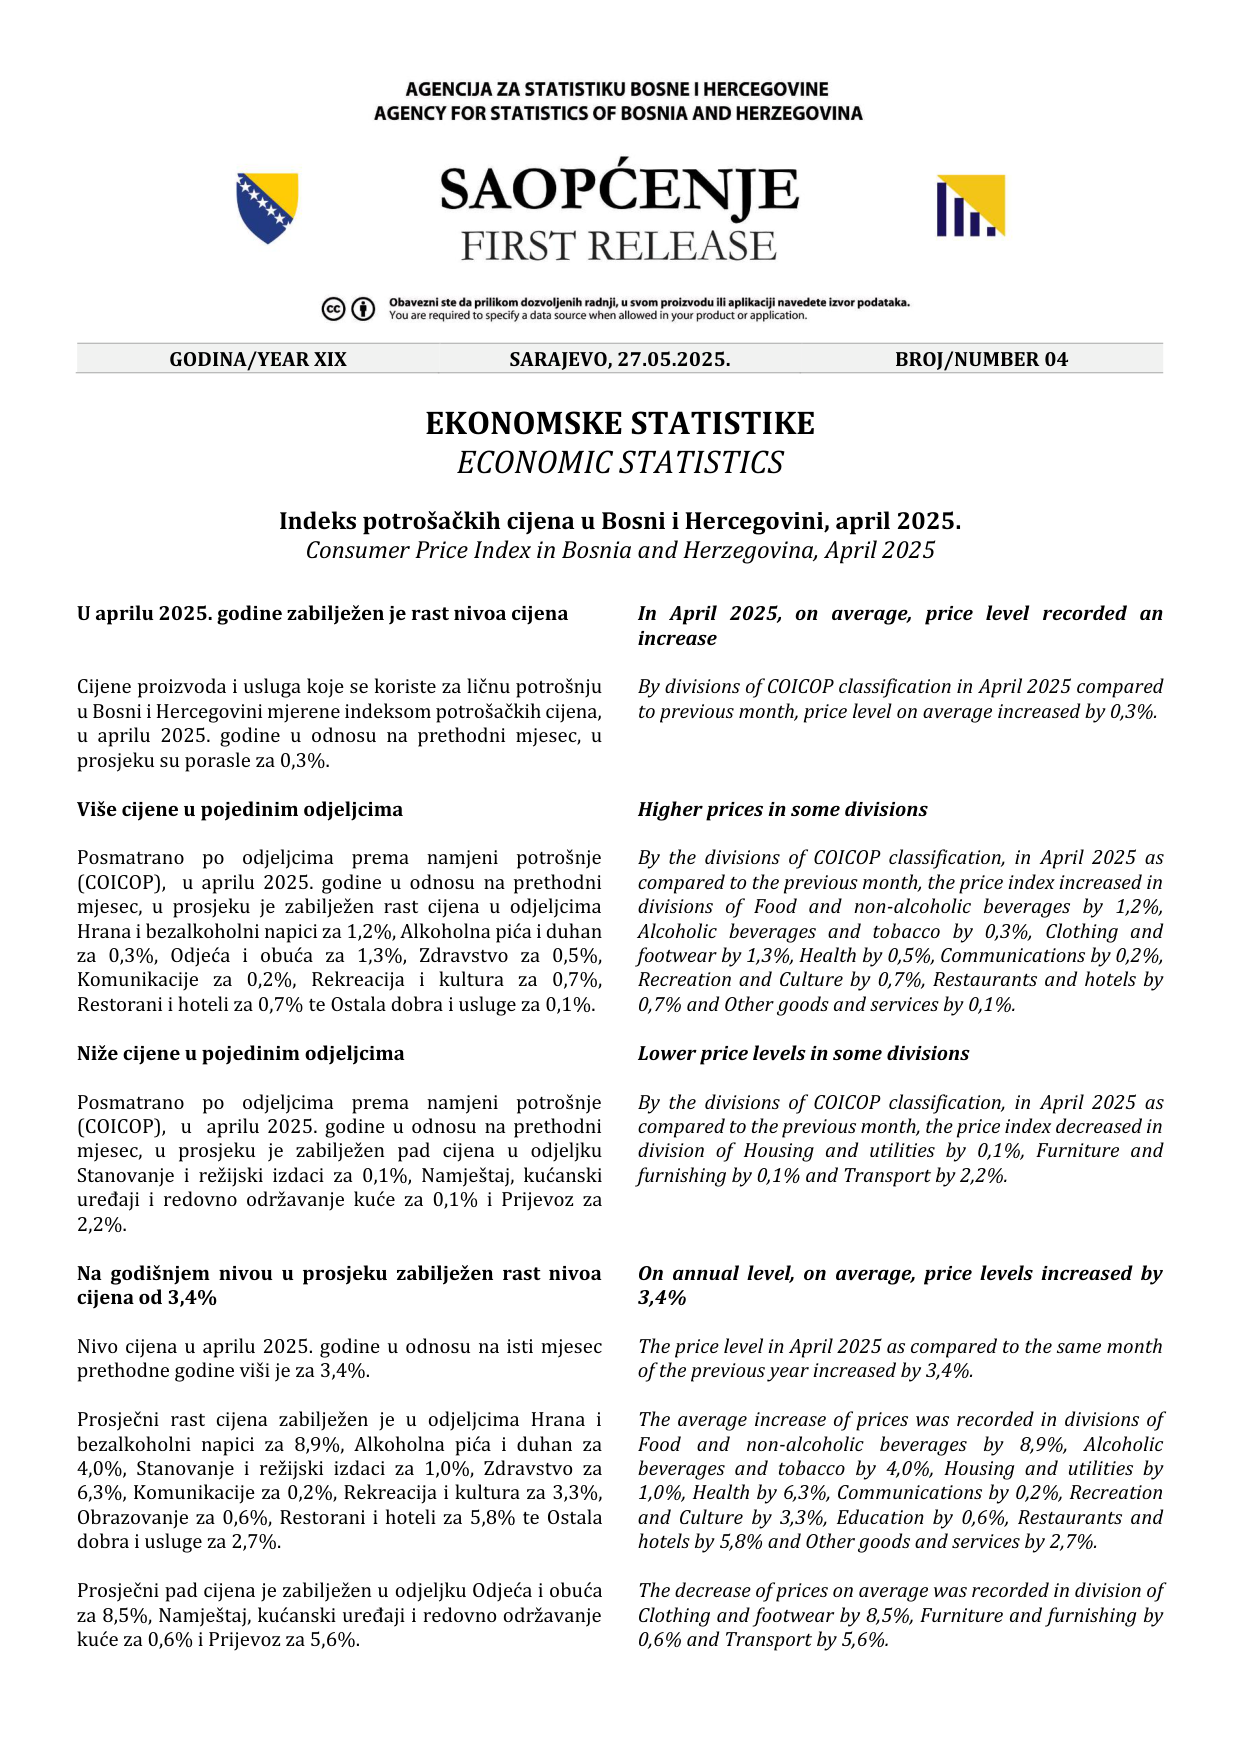 AGENCIJA ZA STATISTIKU BOSNE I HERCEGOVINE
AGENCY FOR STATISTICS OF BOSNIA AND HERZEGOVINA
SAOPĆENJE
FIRST RELEASE
cc
Obavezni ste da prilikom dozvoljenih radnji, u svom proizvodu ili aplikaciji navedete izvor podataka.
You are required to specify a data source when allowed in your product or application.
GODINA/YEAR XIX SARAJEVO, 27.05.2025. BROJ/NUMBER 04
EKONOMSKE STATISTIKE
ECONOMIC STATISTICS
Indeks potrošačkih cijena u Bosni i Hercegovini, april 2025.
Consumer Price Index in Bosnia and Herzegovina, April 2025
U aprilu 2025. godine zabilježen je rast nivoa cijena
Cijene proizvoda i usluga koje se koriste za ličnu potrošnju
u Bosni i Hercegovini mjerene indeksom potrošačkih cijena,
u aprilu 2025. godine u odnosu na prethodni mjesec, u
prosjeku su porasle za 0,3%.
Više cijene u pojedinim odjeljcima
Posmatrano po odjeljcima prema namjeni potrošnje
(COICOP), u aprilu 2025. godine u odnosu na prethodni
mjesec, u prosjeku je zabilježen rast cijena u odjeljcima
Hrana i bezalkoholni napici za 1,2%, Alkoholna pića i duhan
za 0,3%, Odjeća i obuća za 1,3%, Zdravstvo za 0,5%,
Komunikacije za 0,2%, Rekreacija i kultura za 0,7%,
Restorani i hoteli za 0,7% te Ostala dobra i usluge za 0,1%.
Niže cijene u pojedinim odjeljcima
Posmatrano po odjeljcima prema namjeni potrošnje
(COICOP), u aprilu 2025. godine u odnosu na prethodni
mjesec, u prosjeku je zabilježen pad cijena u odjeljku
Stanovanje i režijski izdaci za 0,1%, Namještaj, kućanski
uređaji i redovno održavanje kuće za 0,1% i Prijevoz za
2,2%.
Na godišnjem nivou u prosjeku zabilježen rast nivoa
cijena od 3,4%
Nivo cijena u aprilu 2025. godine u odnosu na isti mjesec
prethodne godine viši je za 3,4%.
Prosječni rast cijena zabilježen je u odjeljcima Hrana i
bezalkoholni napici za 8,9%, Alkoholna pića i duhan za
4,0%, Stanovanje i režijski izdaci za 1,0%, Zdravstvo za
6,3%, Komunikacije za 0,2%, Rekreacija i kultura za 3,3%,
Obrazovanje za 0,6%, Restorani i hoteli za 5,8% te Ostala
dobra i usluge za 2,7%.
Prosječni pad cijena je zabilježen u odjeljku Odjeća i obuća
za 8,5%, Namještaj, kućanski uređaji i redovno održavanje
kuće za 0,6% i Prijevoz za 5,6%.
In April 2025, on average, price level recorded an
increase
By divisions of COICOP classification in April 2025 compared
to previous month, price level on average increased by 0,3%.
Higher prices in some divisions
By the divisions of COICOP classification, in April 2025 as
compared to the previous month, the price index increased in
divisions of Food and non-alcoholic beverages by 1,2%,
Alcoholic beverages and tobacco by 0,3%, Clothing and
footwear by 1,3%, Health by 0,5%, Communications by 0,2%,
Recreation and Culture by 0,7%, Restaurants and hotels by
0,7% and Other goods and services by 0,1%.
Lower price levels in some divisions
By the divisions of COICOP classification, in April 2025 as
compared to the previous month, the price index decreased in
division of Housing and utilities by 0,1%, Furniture and
furnishing by 0,1% and Transport by 2,2%.
On annual level, on average, price levels increased by
3,4%
The price level in April 2025 as compared to the same month
of the previous year increased by 3,4%.
The average increase of prices was recorded in divisions of
Food and non-alcoholic beverages by 8,9%, Alcoholic
beverages and tobacco by 4,0%, Housing and utilities by
1,0%, Health by 6,3%, Communications by 0,2%, Recreation
and Culture by 3,3%, Education by 0,6%, Restaurants and
hotels by 5,8% and Other goods and services by 2,7%.
The decrease of prices on average was recorded in division of
Clothing and footwear by 8,5%, Furniture and furnishing by
0,6% and Transport by 5,6%.